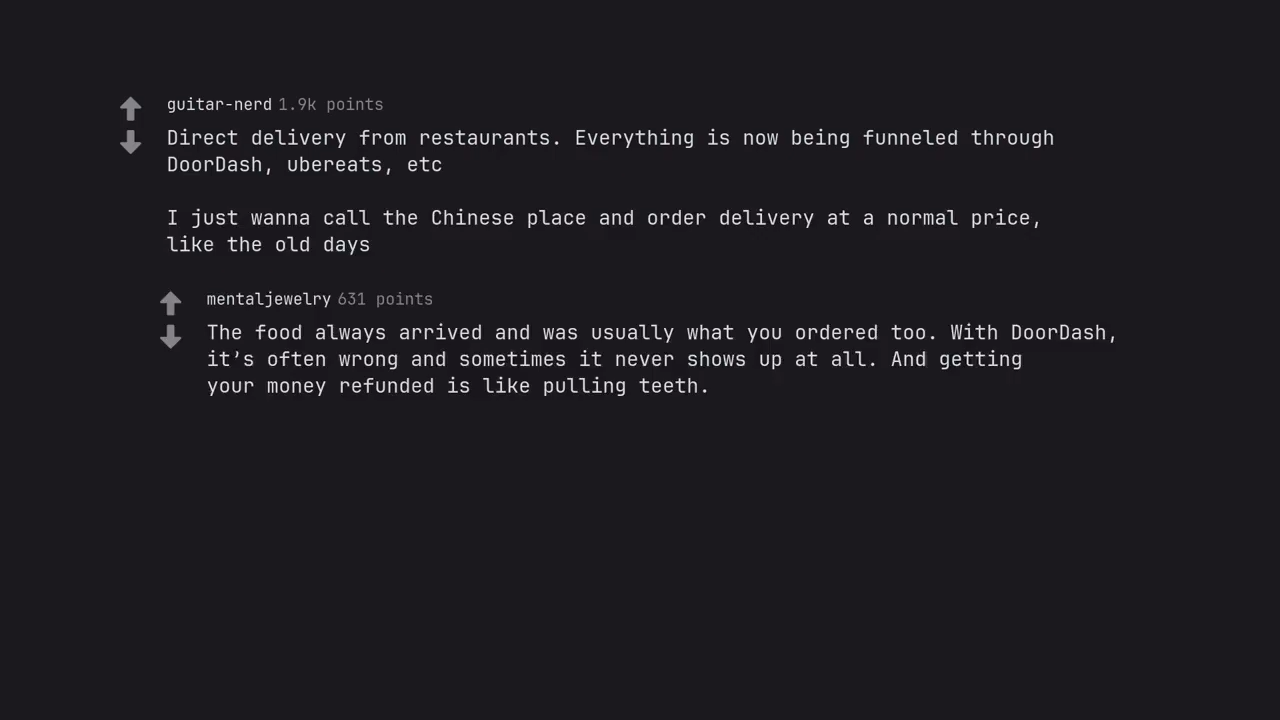 guitar-nerd 1.9k points
Direct delivery from restaurants. Everything is now being funneled through
DoorDash, ubereats, etc
I just wanna call the Chinese place and order delivery at a normal price,
like the old days
mentaljewelry 631 points
The food always arrived and was usually what you ordered too. With DoorDash,
it’s often wrong and sometimes it never shows up at all. And getting
your money refunded is like pulling teeth.